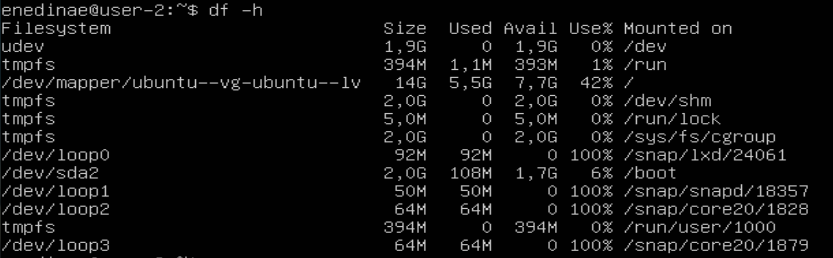 enedinae@user-2:~$ df -h
Filesystem Size Used Avail Use% Mounted on
udev 1,9G 0 1,9G 0% /dev
tmpfs 394M 1,1M 393M 1% /run
/dev/mapper/ubuntu--vg-ubuntu--lv 14G 5,5G 7,7G 42% /
tmpfs 2,0G 0 2,0G 0% /dev/shm
tmpfs 5,0M 0 5,0M 0% /run/lock
tmpfs 2,0G 0 2,0G 0% /sys/fs/cgroup
/dev/loop0 92M 92M 0 100% /snap/lxd/24061
/dev/sda2 2,0G 108M 1,7G 6% /boot
/dev/loop1 50M 50M 0 100% /snap/snapd/18357
/dev/loop2 64M 64M 0 100% /snap/core20/1828
tmpfs 394M 0 394M 0% /run/user/1000
/dev/loop3 64M 64M 0 100% /snap/core20/1879